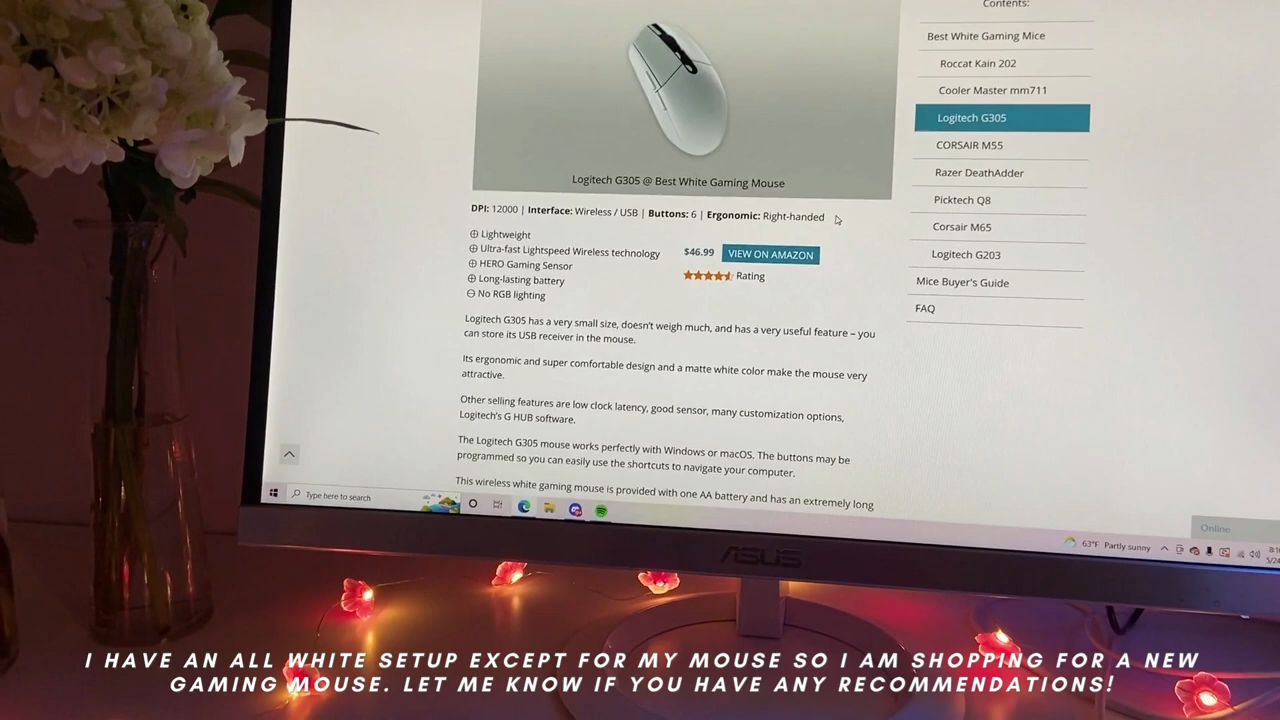 Contents:
Best White Gaming Mice
Roccat Kain 202
Cooler Master mm711
Logitech G305
CORSAIR M55
Razer DeathAdder
Picktech Q8
Corsair M65
Logitech G203
Mice Buyer's Guide
FAQ
Logitech G305 @ Best White Gaming Mouse
DPI: 12000 | Interface: Wireless / USB | Buttons: 6 | Ergonomic: Right-handed
⊕ Lightweight
⊕ Ultra-fast Lightspeed Wireless technology
⊕ HERO Gaming Sensor
⊕ Long-lasting battery
⊖ No RGB lighting
$46.99 VIEW ON AMAZON
Rating
Logitech G305 has a very small size, doesn't weigh much, and has a very useful feature – you
can store its USB receiver in the mouse.
Its ergonomic and super comfortable design and a matte white color make the mouse very
attractive.
Other selling features are low clock latency, good sensor, many customization options,
Logitech's G HUB software.
The Logitech G305 mouse works perfectly with Windows or macOS. The buttons may be
programmed so you can easily use the shortcuts to navigate your computer.
This wireless white gaming mouse is provided with one AA battery and has an extremely long
Online
Type here to search
63°F Partly sunny
ASUS
I HAVE AN ALL WHITE SETUP EXCEPT FOR MY MOUSE SO I AM SHOPPING FOR A NEW
GAMING MOUSE. LET ME KNOW IF YOU HAVE ANY RECOMMENDATIONS!